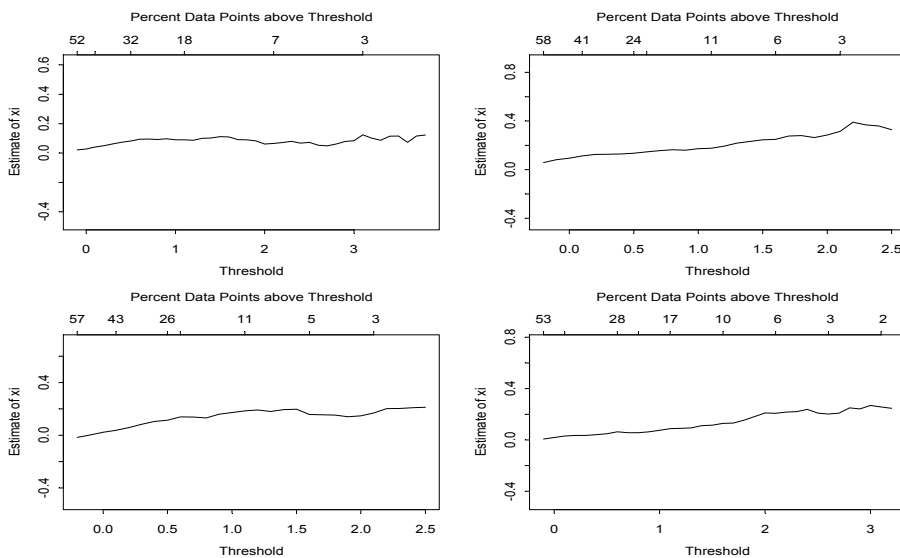 Percent Data Points above Threshold
52 32 18 7 3
Estimate of xi
-0.4 0.0 0.2 0.4 0.6
0 1 2 3
Threshold
Percent Data Points above Threshold
58 41 24 11 6 3
Estimate of xi
-0.4 0.0 0.4 0.8
0.0 0.5 1.0 1.5 2.0 2.5
Threshold
Percent Data Points above Threshold
57 43 26 11 5 3
Estimate of xi
-0.4 0.0 0.4
0.0 0.5 1.0 1.5 2.0 2.5
Threshold
Percent Data Points above Threshold
53 28 17 10 6 3 2
Estimate of xi
-0.4 0.0 0.4 0.8
0 1 2 3
Threshold